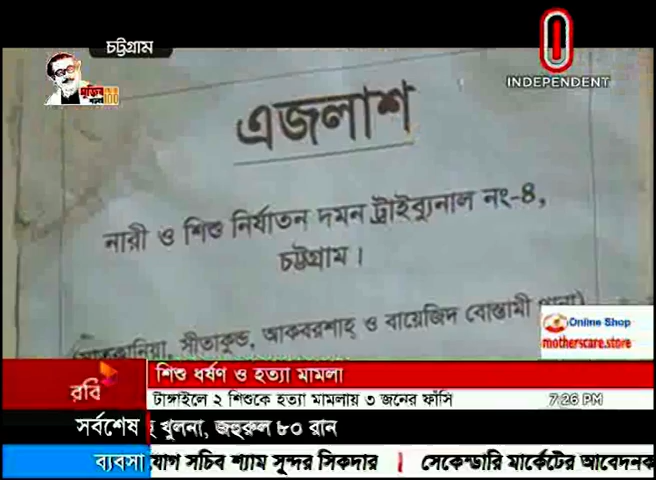 চট্টগ্রাম
INDEPENDENT
এজলাশ
নারী ও শিশু নির্যাতন দমন ট্রাইব্যুনাল নং-৪,
চট্টগ্রাম।
সীতাকুন্ড, আকবরশাহ্ ও বায়েজিদ বোস্তামী
Online Shop
motherscare.store
শিশু ধর্ষণ ও হত্যা মামলা
রবি
টাঙ্গাইলে ২ শিশুকে হত্যা মামলায় ৩ জনের ফাঁসি
7:26 PM
সর্বশেষ খুলনা, জহুরুল ৮০ রান
ব্যবসা যোগ সচিব শ্যাম সুন্দর সিকদার | সেকেন্ডারি মার্কেটের আবেদনক